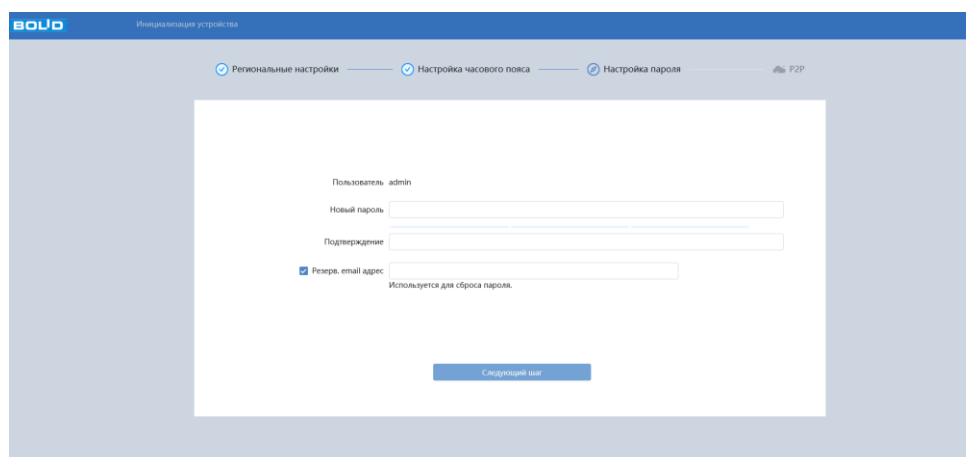 BOLID Инициализация устройства
Региональные настройки Настройка часового пояса Настройка пароля P2P
Пользователь admin
Новый пароль
Подтверждение
Резерв. email адрес
Используется для сброса пароля.
Следующий шаг